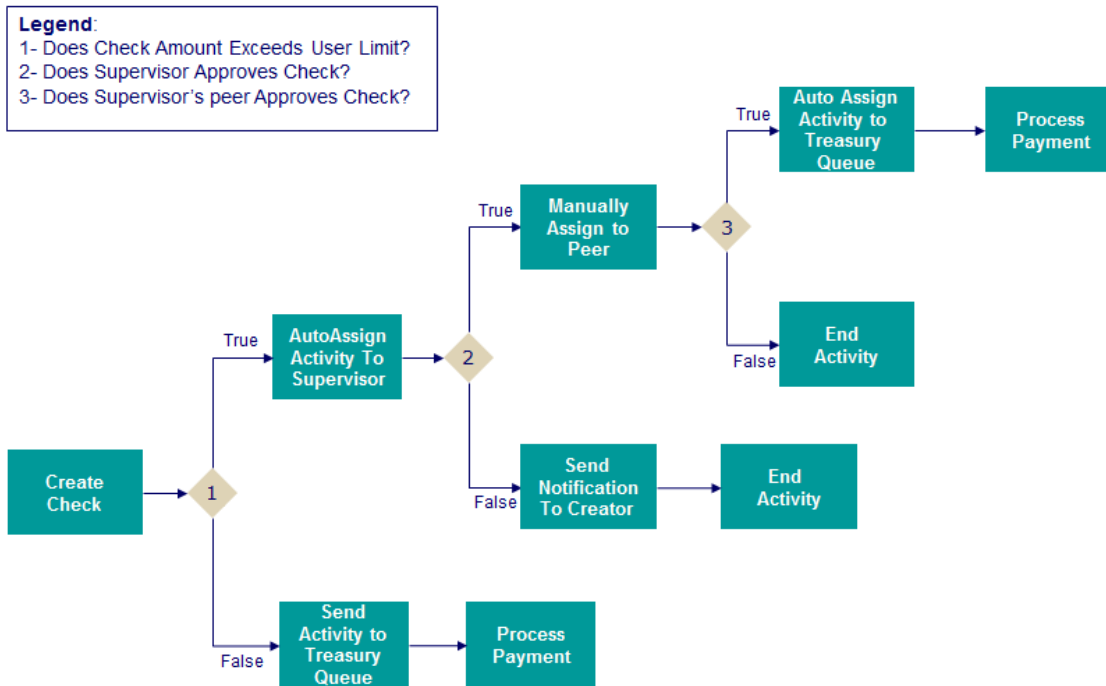 Legend:
1- Does Check Amount Exceeds User Limit?
2- Does Supervisor Approves Check?
3- Does Supervisor's peer Approves Check?
True
Auto Assign
Activity to
Treasury
Queue
Process
Payment
True
Manually
Assign to
Peer
3
True
AutoAssign
Activity To
Supervisor
2
End
Activity
False
Create
Check
1
False
Send
Notification
To Creator
End
Activity
False
Send
Activity to
Treasury
Queue
Process
Payment